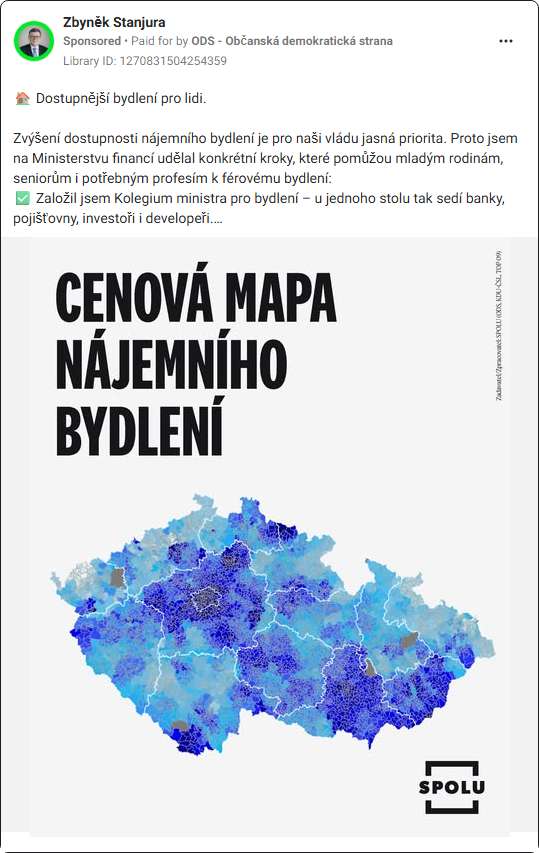 Zbyněk Stanjura
Sponsored • Paid for by ODS - Občanská demokratická strana
Library ID: 1270831504254359
🏠 Dostupnější bydlení pro lidi.
Zvýšení dostupnosti nájemního bydlení je pro naši vládu jasná priorita. Proto jsem
na Ministerstvu financí udělal konkrétní kroky, které pomůžou mladým rodinám,
seniorům i potřebným profesím k férovému bydlení:
✅ Založil jsem Kolegium ministra pro bydlení – u jednoho stolu tak sedí banky,
pojišťovny, investoři i developeři....
CENOVÁ MAPA
NÁJEMNÍHO
BYDLENÍ
Zadavatel/Zpracovatel: SPOLU (ODS, KDU-ČSL, TOP 09)
SPOLU